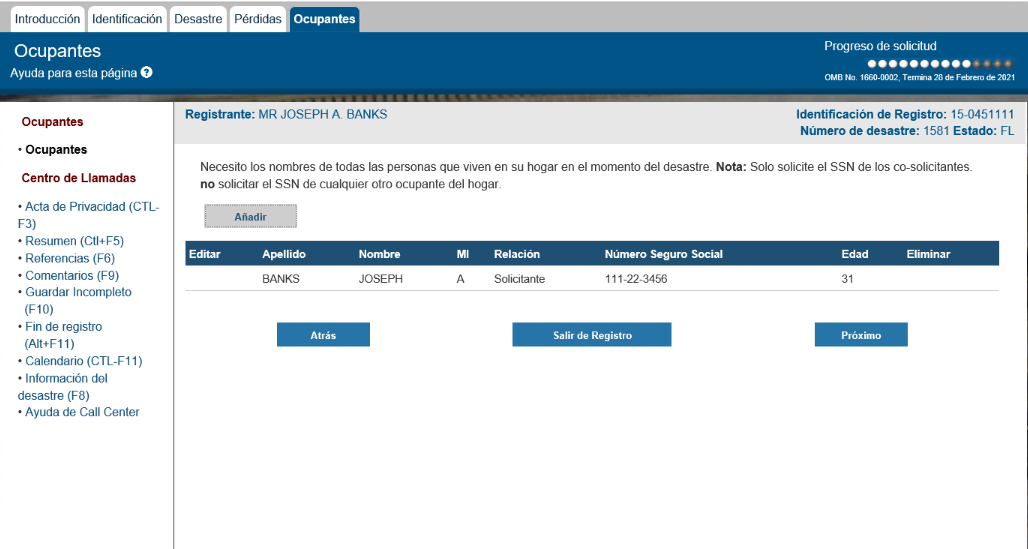 Introducción Identificación Desastre Pérdidas Ocupantes
Ocupantes
Ayuda para esta página ?
Progreso de solicitud
OMB No. 1660-0002, Termina 28 de Febrero de 2021
Ocupantes
• Ocupantes
Centro de Llamadas
• Acta de Privacidad (CTL-
F3)
• Resumen (Ctl+F5)
• Referencias (F6)
• Comentarios (F9)
• Guardar Incompleto
(F10)
• Fin de registro
(Alt+F11)
• Calendario (CTL-F11)
• Información del
desastre (F8)
• Ayuda de Call Center
Registrante: MR JOSEPH A. BANKS
Identificación de Registro: 15-0451111
Número de desastre: 1581 Estado: FL
Necesito los nombres de todas las personas que viven en su hogar en el momento del desastre. Nota: Solo solicite el SSN de los co-solicitantes.
no solicitar el SSN de cualquier otro ocupante del hogar.
Añadir
Editar Apellido Nombre MI Relación Número Seguro Social Edad Eliminar
BANKS JOSEPH A Solicitante 111-22-3456 31
Atrás Salir de Registro Próximo